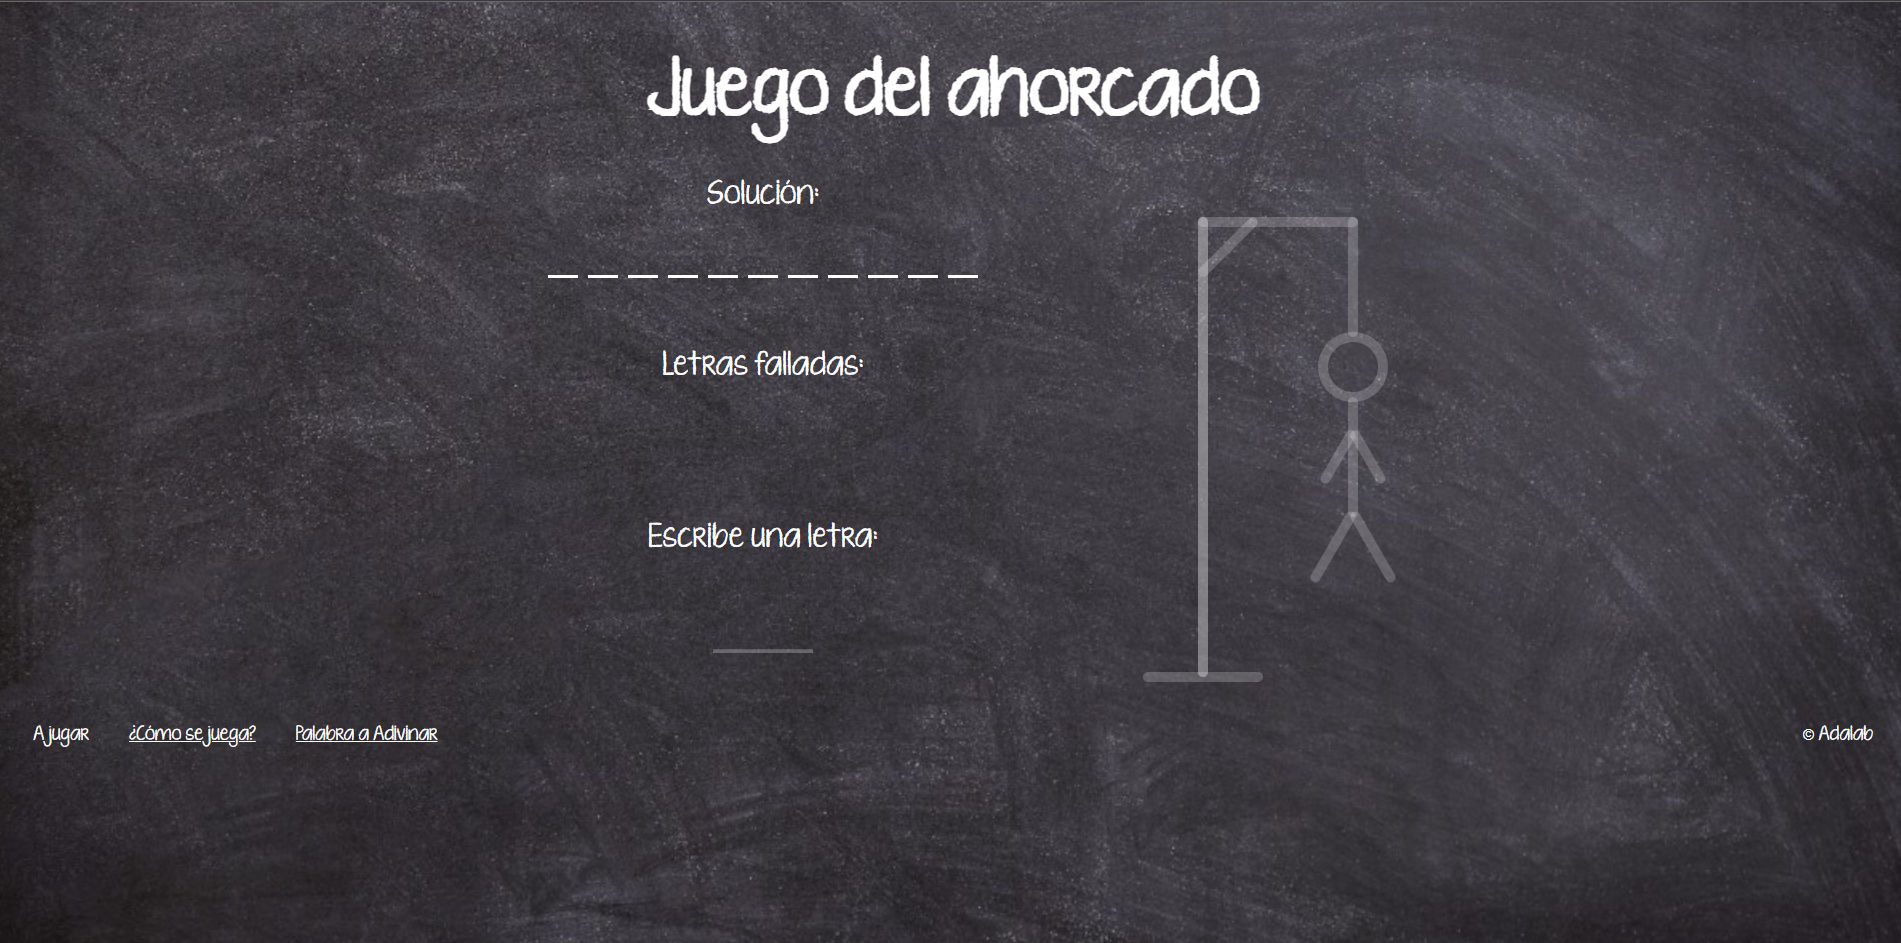 Juego del ahorcado
Solución:
Letras falladas:
Escribe una letra:
A jugar ¿Cómo se juega? Palabra a Adivinar © Adalab